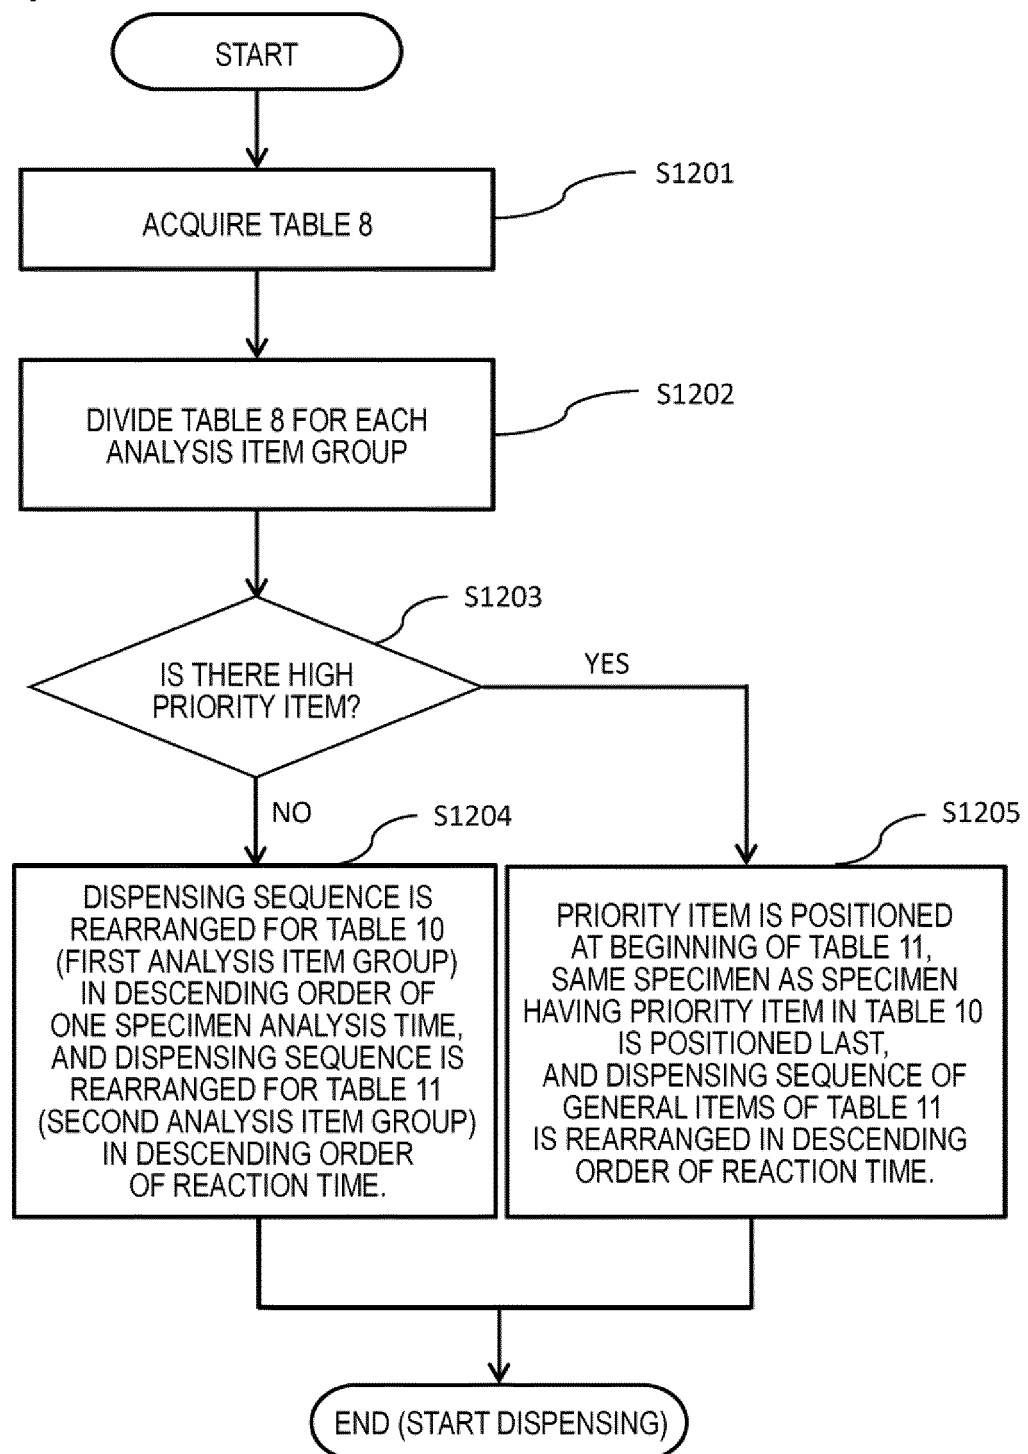 START
S1201
ACQUIRE TABLE 8
S1202
DIVIDE TABLE 8 FOR EACH
ANALYSIS ITEM GROUP
S1203
IS THERE HIGH
PRIORITY ITEM?
YES
NO
S1204
DISPENSING SEQUENCE IS
REARRANGED FOR TABLE 10
(FIRST ANALYSIS ITEM GROUP)
IN DESCENDING ORDER OF
ONE SPECIMEN ANALYSIS TIME,
AND DISPENSING SEQUENCE IS
REARRANGED FOR TABLE 11
(SECOND ANALYSIS ITEM GROUP)
IN DESCENDING ORDER
OF REACTION TIME.
S1205
PRIORITY ITEM IS POSITIONED
AT BEGINNING OF TABLE 11,
SAME SPECIMEN AS SPECIMEN
HAVING PRIORITY ITEM IN TABLE 10
IS POSITIONED LAST,
AND DISPENSING SEQUENCE OF
GENERAL ITEMS OF TABLE 11
IS REARRANGED IN DESCENDING
ORDER OF REACTION TIME.
END (START DISPENSING)